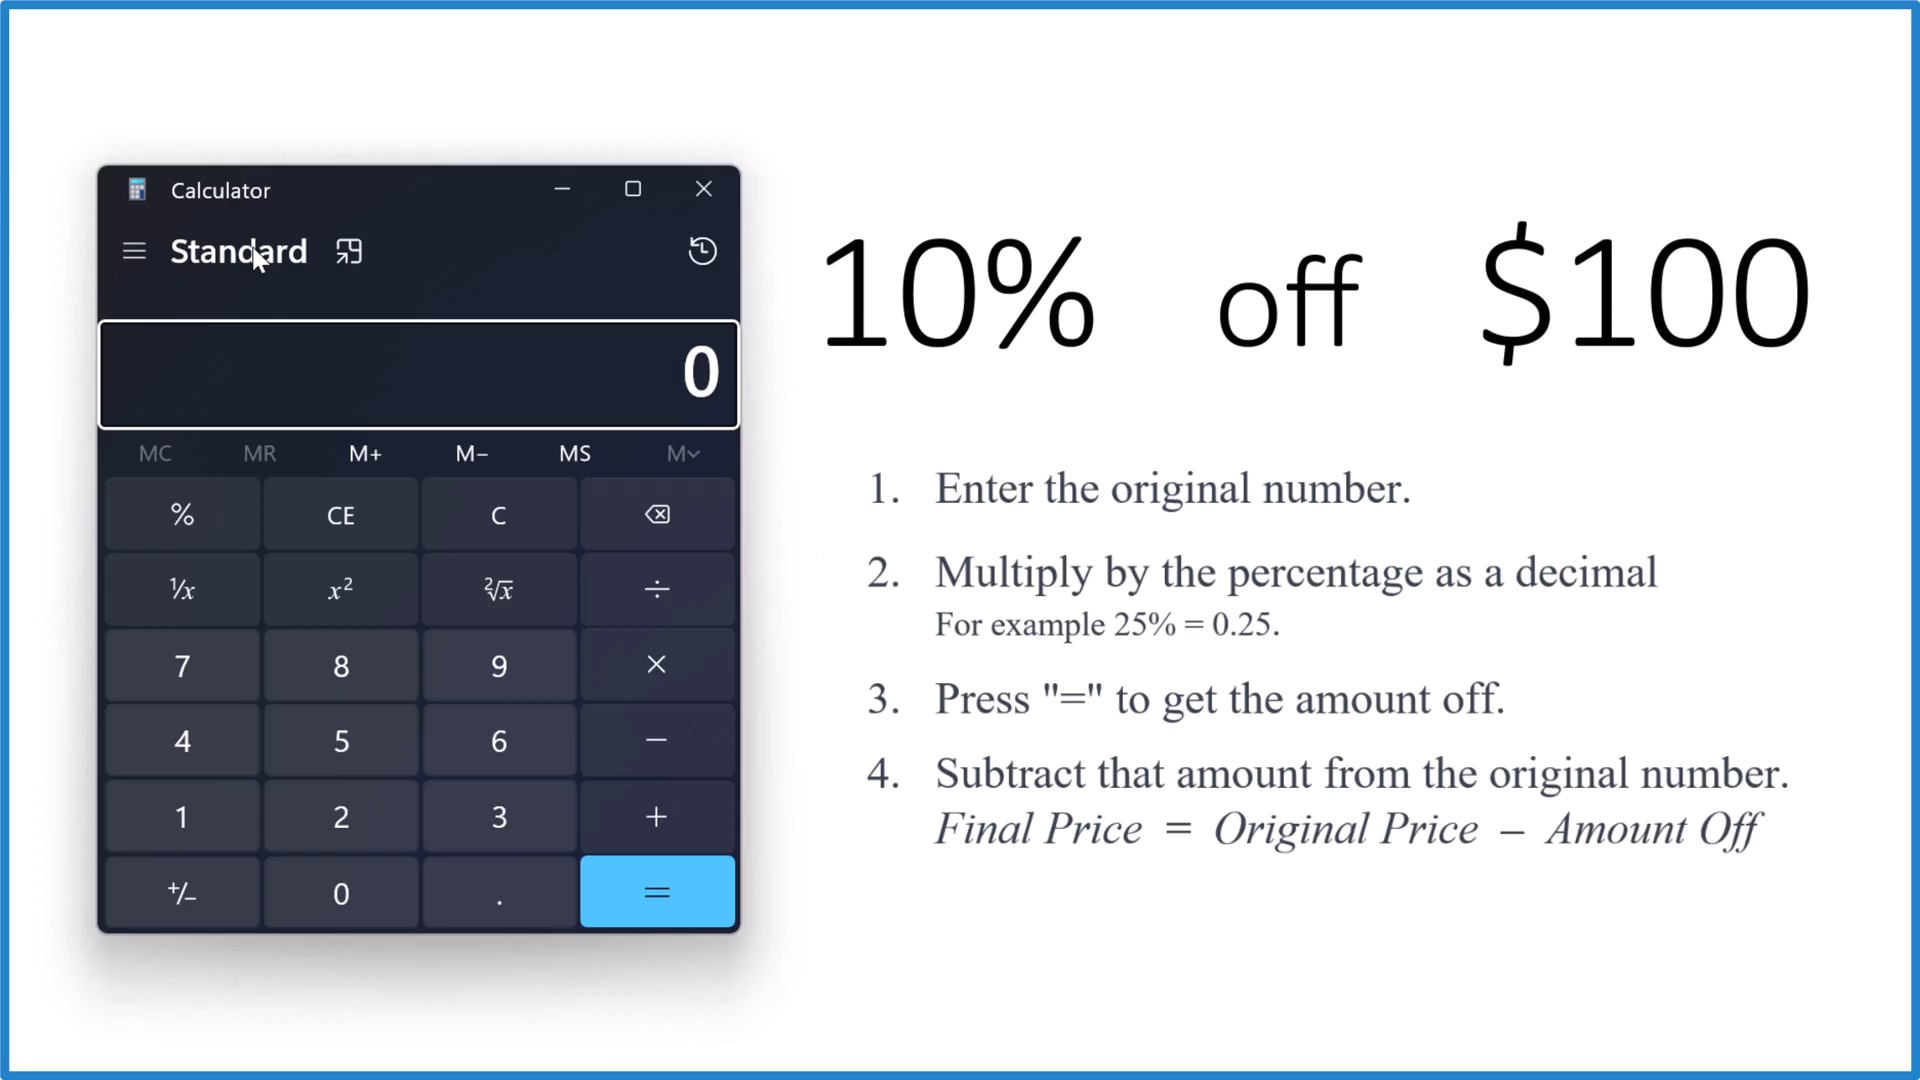 Calculator
Standard
0
MC MR M+ M− MS M
% CE C
¹/x x² ²√x ÷
7 8 9 ×
4 5 6 −
1 2 3 +
+/− 0 . =
10% off $100
1. Enter the original number.
2. Multiply by the percentage as a decimal
For example 25% = 0.25.
3. Press "=" to get the amount off.
4. Subtract that amount from the original number.
Final Price = Original Price – Amount Off